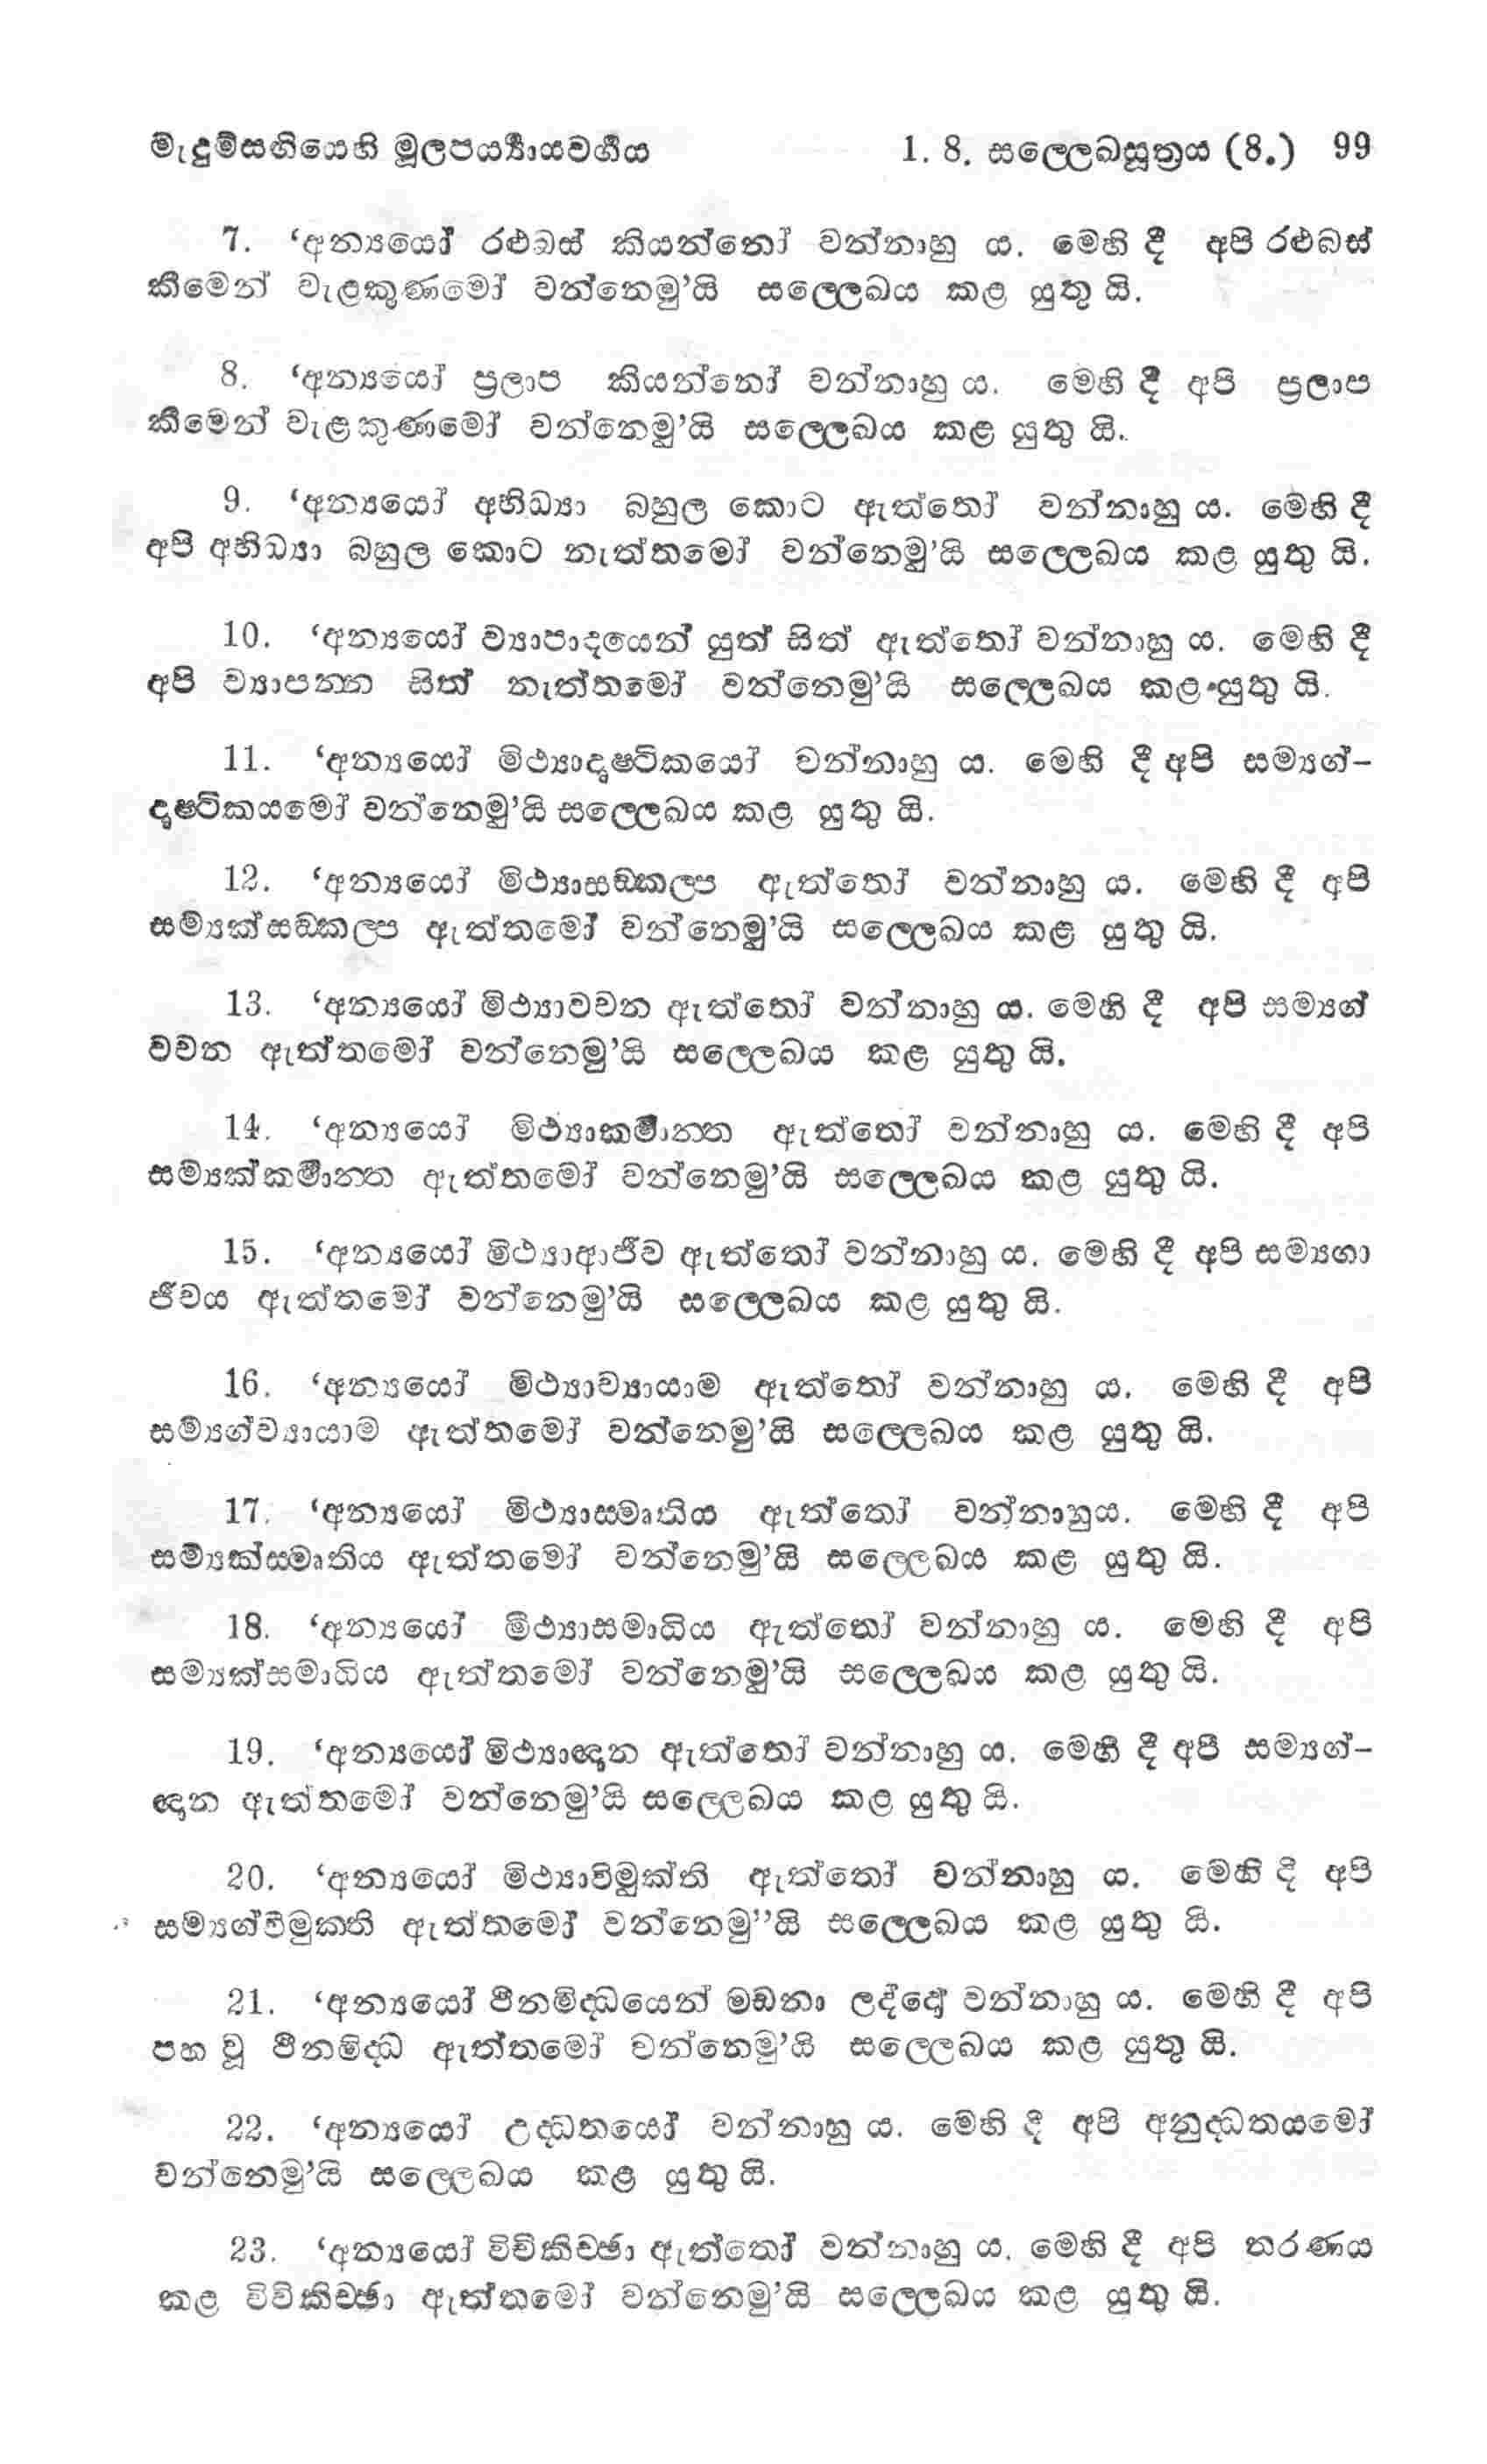 මැදුම්සඟියෙහි මූලපර්‍ය්‍යායවර්‍ගය 1. 8. සල්ලෙඛසූත්‍රය (8.) 99
7. ‘අන්‍යයෝ රළුබස් කියන්නෝ වන්නාහු ය. මෙහි දී අපි රළුබස්
කීමෙන් වැළකුණමෝ වන්නෙමු’යි සල්ලෙඛය කළ යුතු යි.
8. ‘අන්‍යයෝ ප්‍රලාප කියන්නෝ වන්නාහු ය. මෙහි දී අපි ප්‍රලාප
කීමෙන් වැළකුණමෝ වන්නෙමු’යි සල්ලෙඛය කළ යුතු යි.
9. ‘අන්‍යයෝ අභිධ්‍යා බහුල කොට ඇත්තෝ වන්නාහු ය. මෙහි දී
අපි අභිධ්‍යා බහුල කොට නැත්තමෝ වන්නෙමු’යි සල්ලෙඛය කළ යුතු යි.
10. ‘අන්‍යයෝ ව්‍යාපාදයෙන් යුත් සිත් ඇත්තෝ වන්නාහු ය. මෙහි දී
අපි ව්‍යාපන්න සිත් නැත්තමෝ වන්නෙමු’යි සල්ලෙඛය කළ යුතු යි.
11. ‘අන්‍යයෝ මිථ්‍යාදෘෂ්ටිකයෝ වන්නාහු ය. මෙහි දී අපි සම්‍යග්-
දෘෂ්ටිකයමෝ වන්නෙමු’යි සල්ලෙඛය කළ යුතු යි.
12. ‘අන්‍යයෝ මිථ්‍යාසඞ්කල්ප ඇත්තෝ වන්නාහු ය. මෙහි දී අපි
සම්‍යක්සඞ්කල්ප ඇත්තමෝ වන්නෙමු’යි සල්ලෙඛය කළ යුතු යි.
13. ‘අන්‍යයෝ මිථ්‍යාවචන ඇත්තෝ වන්නාහු ය. මෙහි දී අපි සම්‍යග්
වචන ඇත්තමෝ වන්නෙමු’යි සල්ලෙඛය කළ යුතු යි.
14. ‘අන්‍යයෝ මිථ්‍යාකර්‍මාන්ත ඇත්තෝ වන්නාහු ය. මෙහි දී අපි
සම්‍යක්කර්‍මාන්ත ඇත්තමෝ වන්නෙමු’යි සල්ලෙඛය කළ යුතු යි.
15. ‘අන්‍යයෝ මිථ්‍යාආජීව ඇත්තෝ වන්නාහු ය. මෙහි දී අපි සම්‍යගා
ජීවය ඇත්තමෝ වන්නෙමු’යි සල්ලෙඛය කළ යුතු යි.
16. ‘අන්‍යයෝ මිථ්‍යාව්‍යායාම ඇත්තෝ වන්නාහු ය. මෙහි දී අපි
සම්‍යග්ව්‍යායාම ඇත්තමෝ වන්නෙමු’යි සල්ලෙඛය කළ යුතු යි.
17. ‘අන්‍යයෝ මිථ්‍යාස්මෘතිය ඇත්තෝ වන්නාහුය. මෙහි දී අපි
සම්‍යක්ස්මෘතිය ඇත්තමෝ වන්නෙමු’යි සල්ලෙඛය කළ යුතු යි.
18. ‘අන්‍යයෝ මිථ්‍යාසමාධිය ඇත්තෝ වන්නාහු ය. මෙහි දී අපි
සම්‍යක්සමාධිය ඇත්තමෝ වන්නෙමු’යි සල්ලෙඛය කළ යුතු යි.
19. ‘අන්‍යයෝ මිථ්‍යාඥාන ඇත්තෝ වන්නාහු ය. මෙහි දී අපි සම්‍යග්-
ඥාන ඇත්තමෝ වන්නෙමු’යි සල්ලෙඛය කළ යුතු යි.
20. ‘අන්‍යයෝ මිථ්‍යාවිමුක්ති ඇත්තෝ වන්නාහු ය. මෙහි දී අපි
සම්‍යග්විමුක්ති ඇත්තමෝ වන්නෙමු’’යි සල්ලෙඛය කළ යුතු යි.
21. ‘අන්‍යයෝ ථීනමිද්ධයෙන් මඩනා ලද්දෝ වන්නාහු ය. මෙහි දී අපි
පහ වූ ථීනමිද්ධ ඇත්තමෝ වන්නෙමු’යි සල්ලෙඛය කළ යුතු යි.
22. ‘අන්‍යයෝ උද්ධතයෝ වන්නාහු ය. මෙහි දී අපි අනුද්ධතයමෝ
වන්නෙමු’යි සල්ලෙඛය කළ යුතු යි.
23. ‘අන්‍යයෝ විචිකිච්ඡා ඇත්තෝ වන්නාහු ය. මෙහි දී අපි තරණය
කළ විචිකිච්ඡා ඇත්තමෝ වන්නෙමු’යි සල්ලෙඛය කළ යුතු යි.